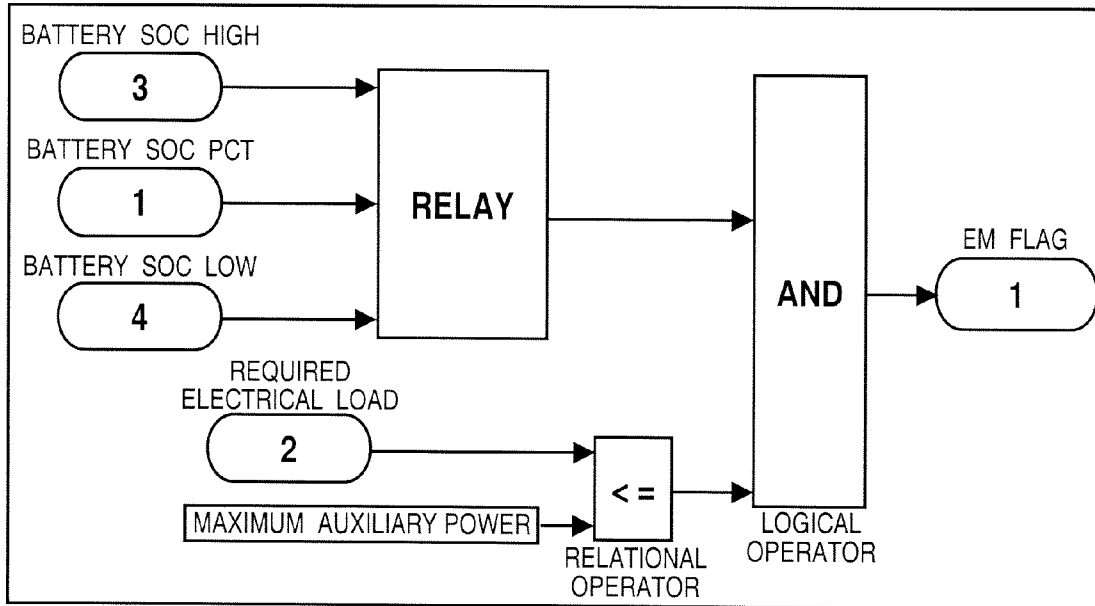 BATTERY SOC HIGH
3
BATTERY SOC PCT
1
BATTERY SOC LOW
4
RELAY
REQUIRED
ELECTRICAL LOAD
2
MAXIMUM AUXILIARY POWER
< =
RELATIONAL
OPERATOR
AND
LOGICAL
OPERATOR
EM FLAG
1